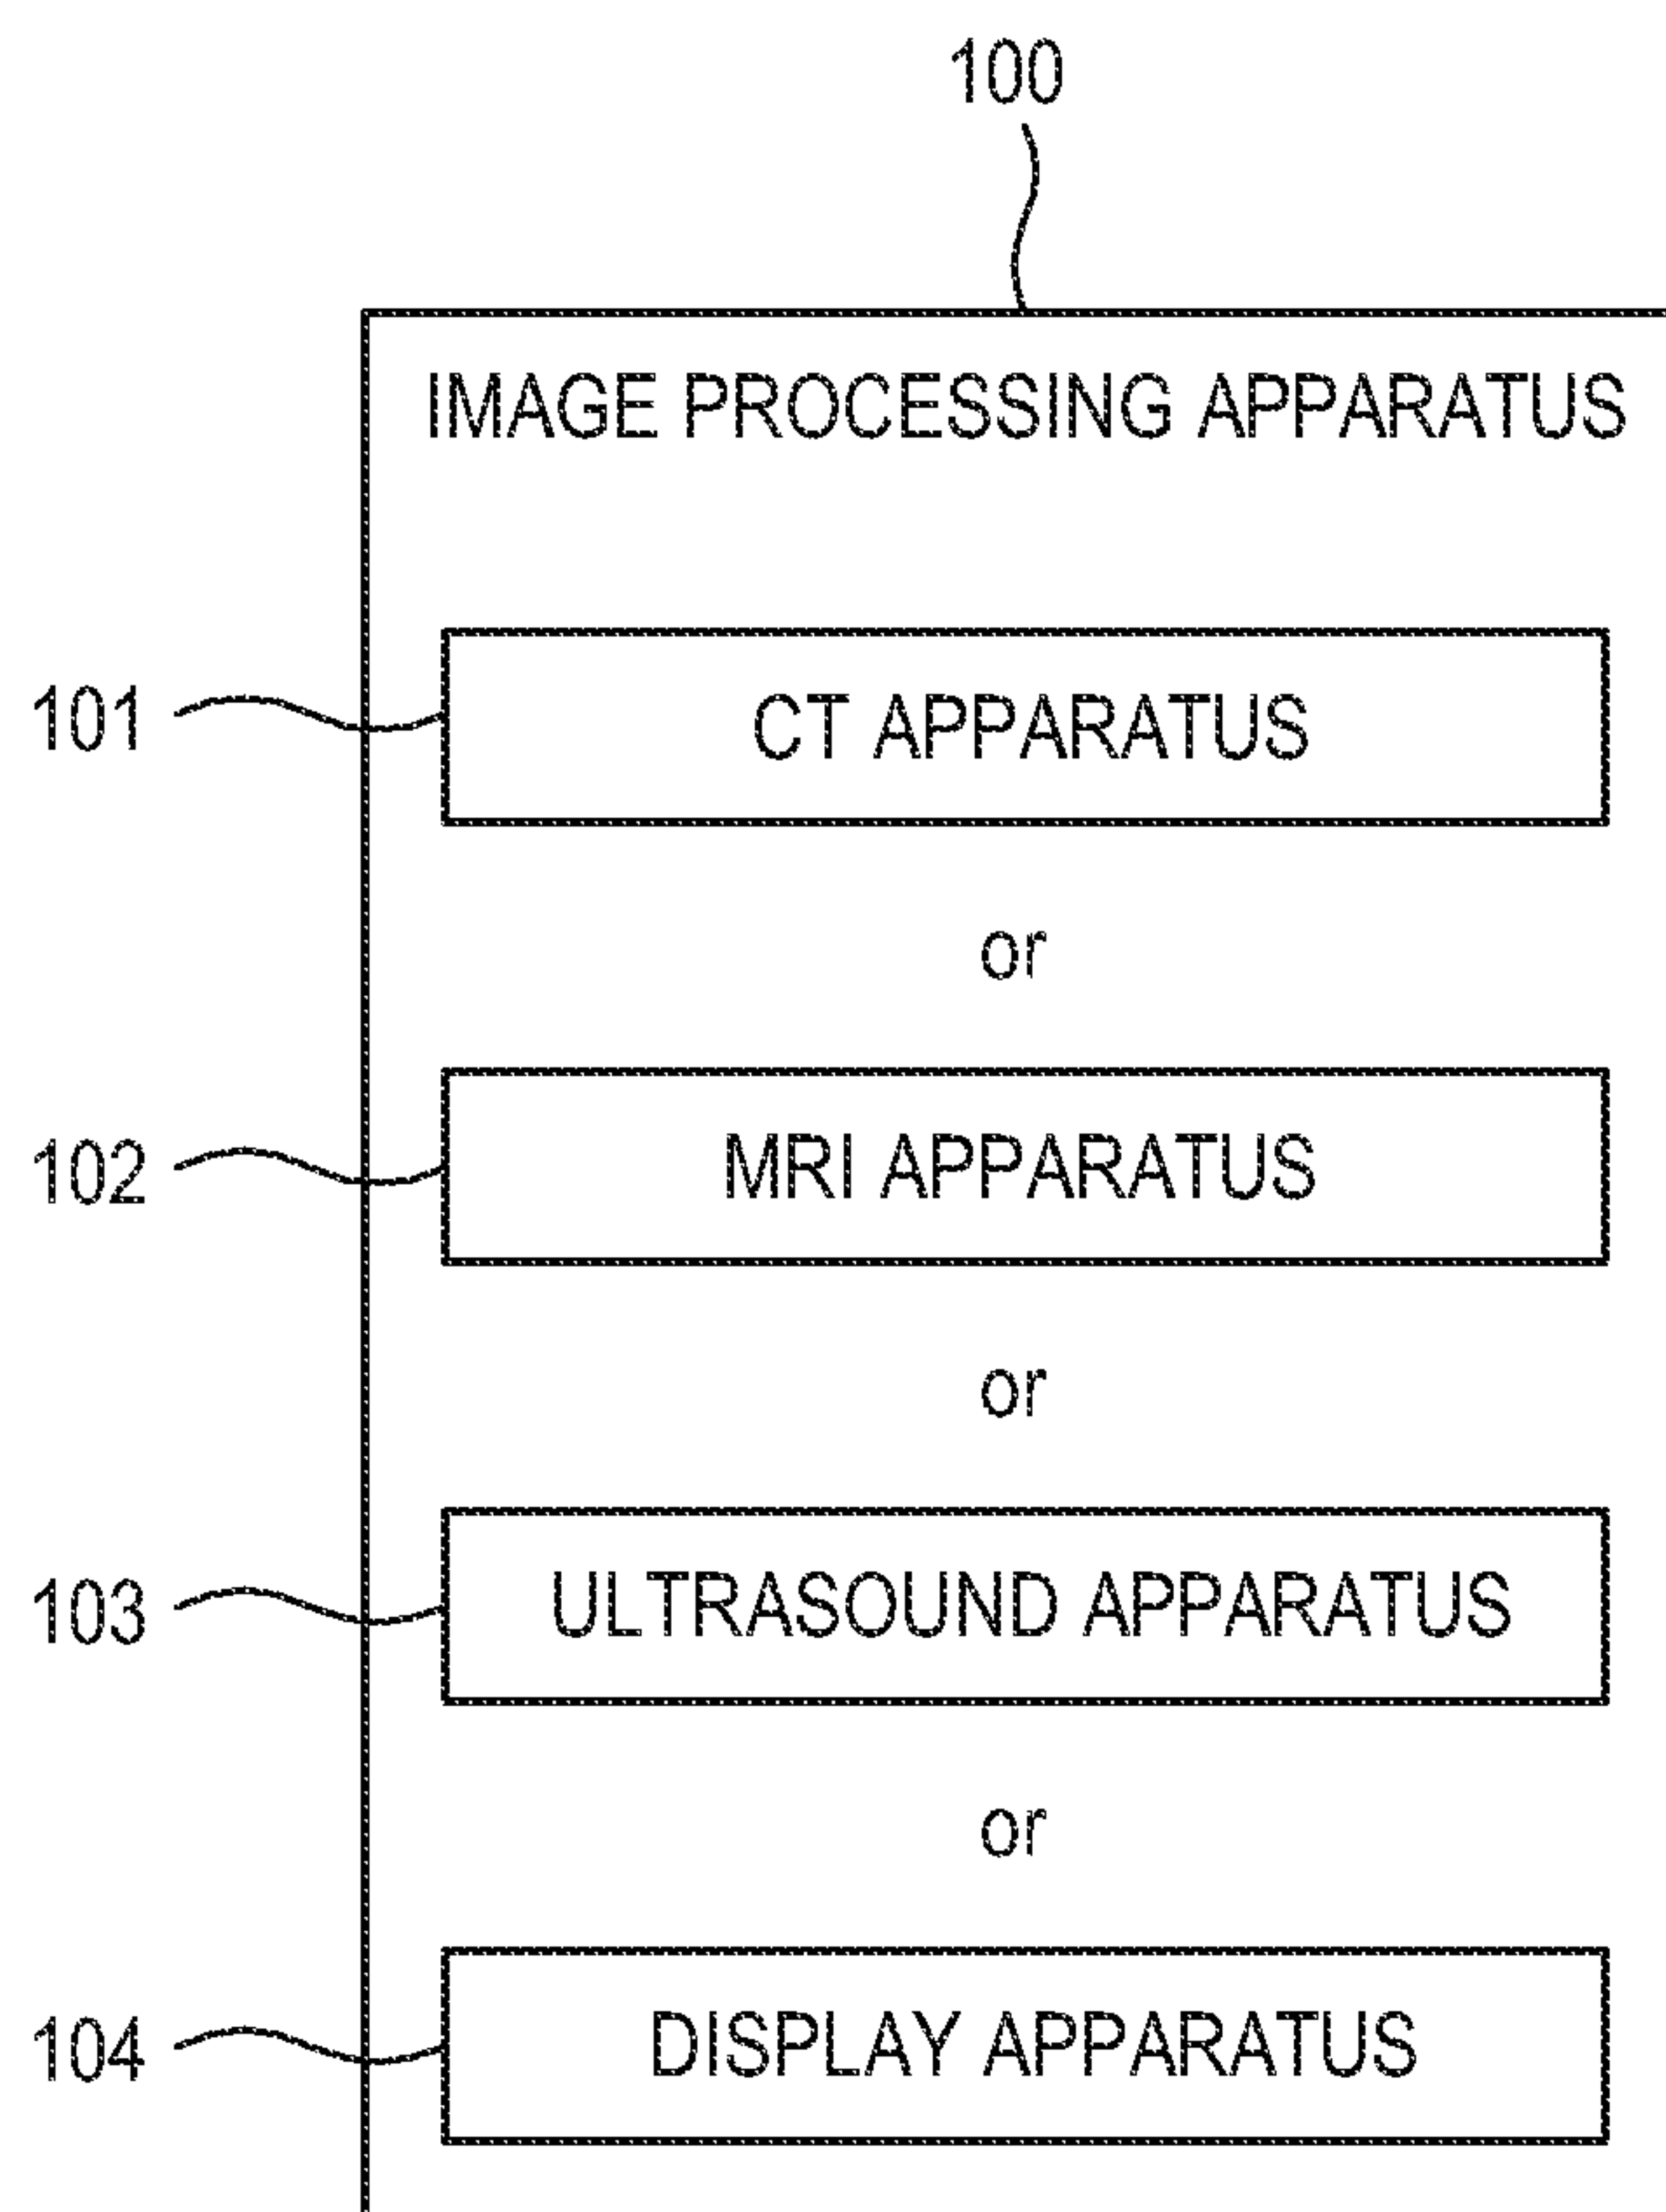 100
IMAGE PROCESSING APPARATUS
101 CT APPARATUS
or
102 MRI APPARATUS
or
103 ULTRASOUND APPARATUS
or
104 DISPLAY APPARATUS